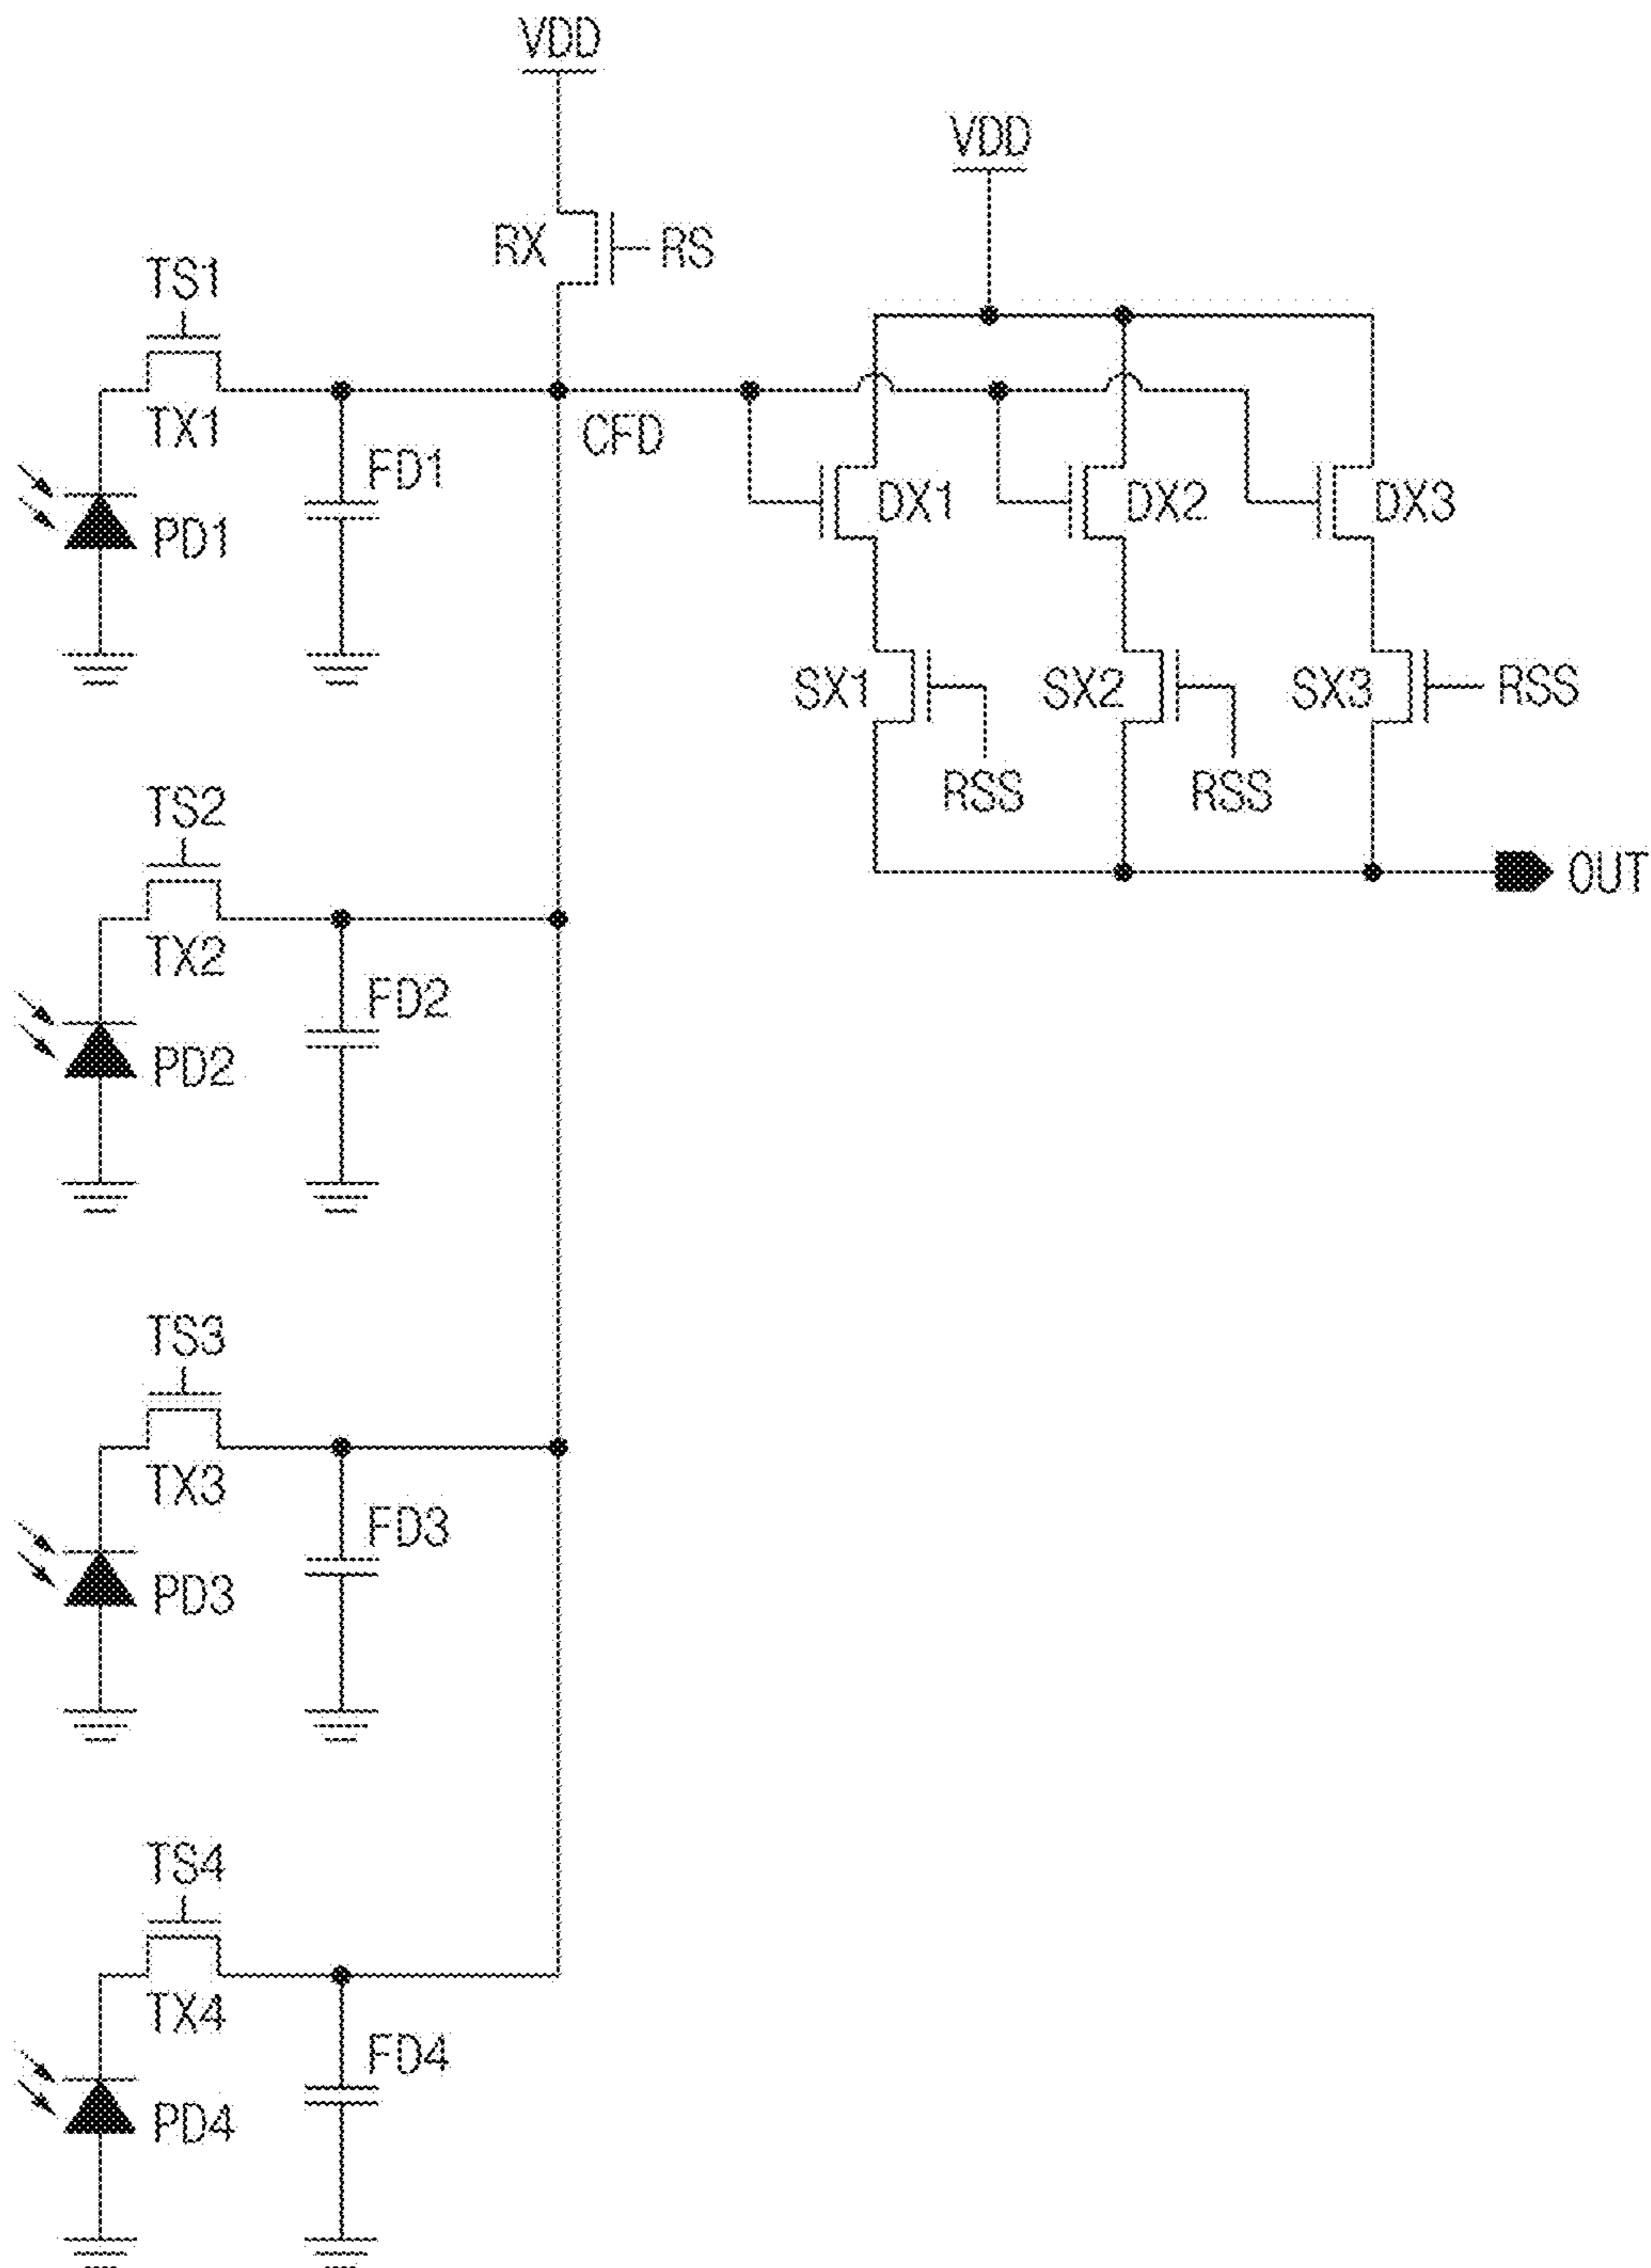 VDD
VDD
RX
RS
TS1
TX1
CFD
FD1
PD1
DX1
DX2
DX3
SX1
SX2
SX3
RSS
RSS
RSS
OUT
TS2
TX2
FD2
PD2
TS3
TX3
FD3
PD3
TS4
TX4
FD4
PD4